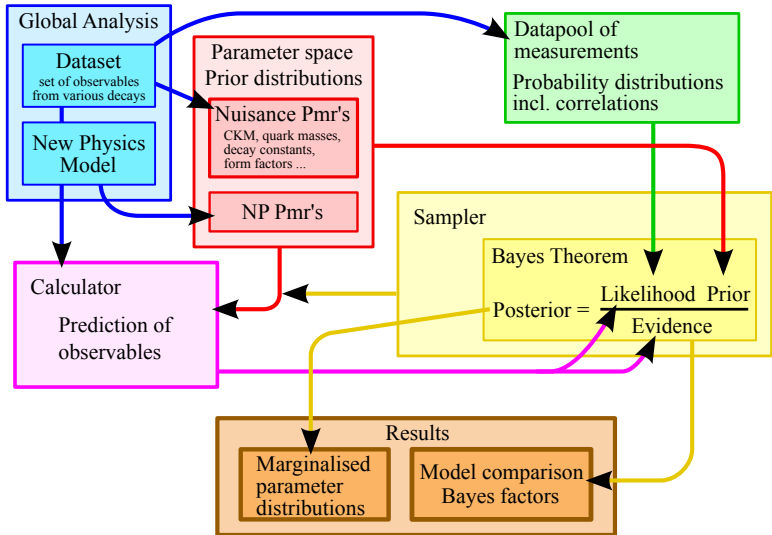 Global Analysis
Dataset
set of observables
from various decays
New Physics
Model
Parameter space
Prior distributions
Nuisance Pmr's
CKM, quark masses,
decay constants,
form factors ...
NP Pmr's
Datapool of
measurements
Probability distributions
incl. correlations
Sampler
Bayes Theorem
Posterior = Likelihood Prior
Evidence
Calculator
Prediction of
observables
Results
Marginalised
parameter
distributions
Model comparison
Bayes factors